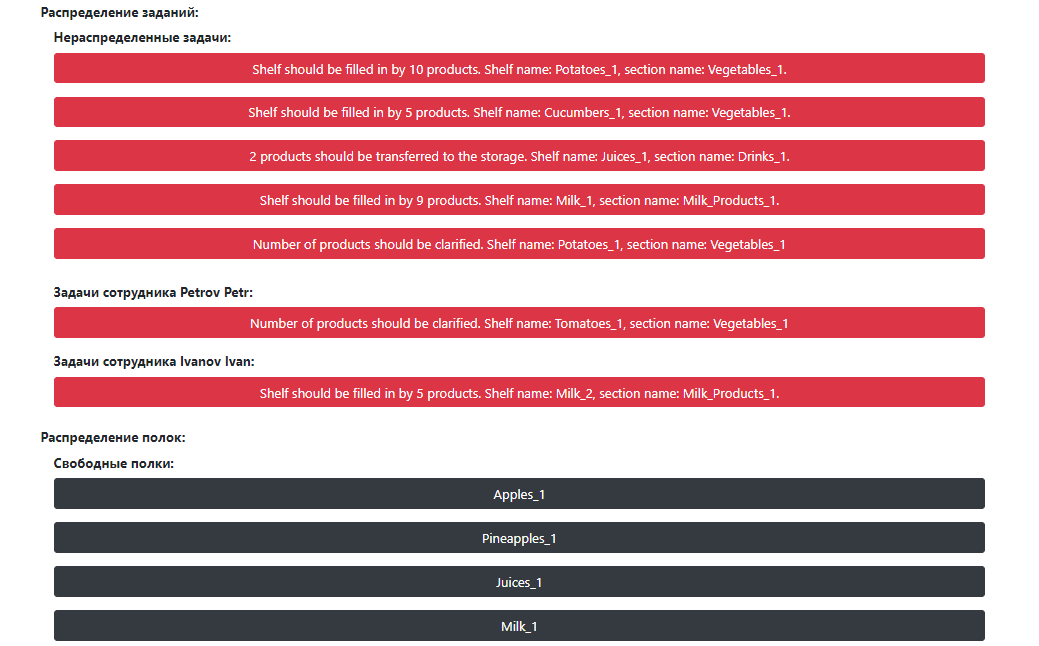 Распределение заданий:
Нераспределенные задачи:
Shelf should be filled in by 10 products. Shelf name: Potatoes_1, section name: Vegetables_1.
Shelf should be filled in by 5 products. Shelf name: Cucumbers_1, section name: Vegetables_1.
2 products should be transferred to the storage. Shelf name: Juices_1, section name: Drinks_1.
Shelf should be filled in by 9 products. Shelf name: Milk_1, section name: Milk_Products_1.
Number of products should be clarified. Shelf name: Potatoes_1, section name: Vegetables_1
Задачи сотрудника Petrov Petr:
Number of products should be clarified. Shelf name: Tomatoes_1, section name: Vegetables_1
Задачи сотрудника Ivanov Ivan:
Shelf should be filled in by 5 products. Shelf name: Milk_2, section name: Milk_Products_1.
Распределение полок:
Свободные полки:
Apples_1
Pineapples_1
Juices_1
Milk_1